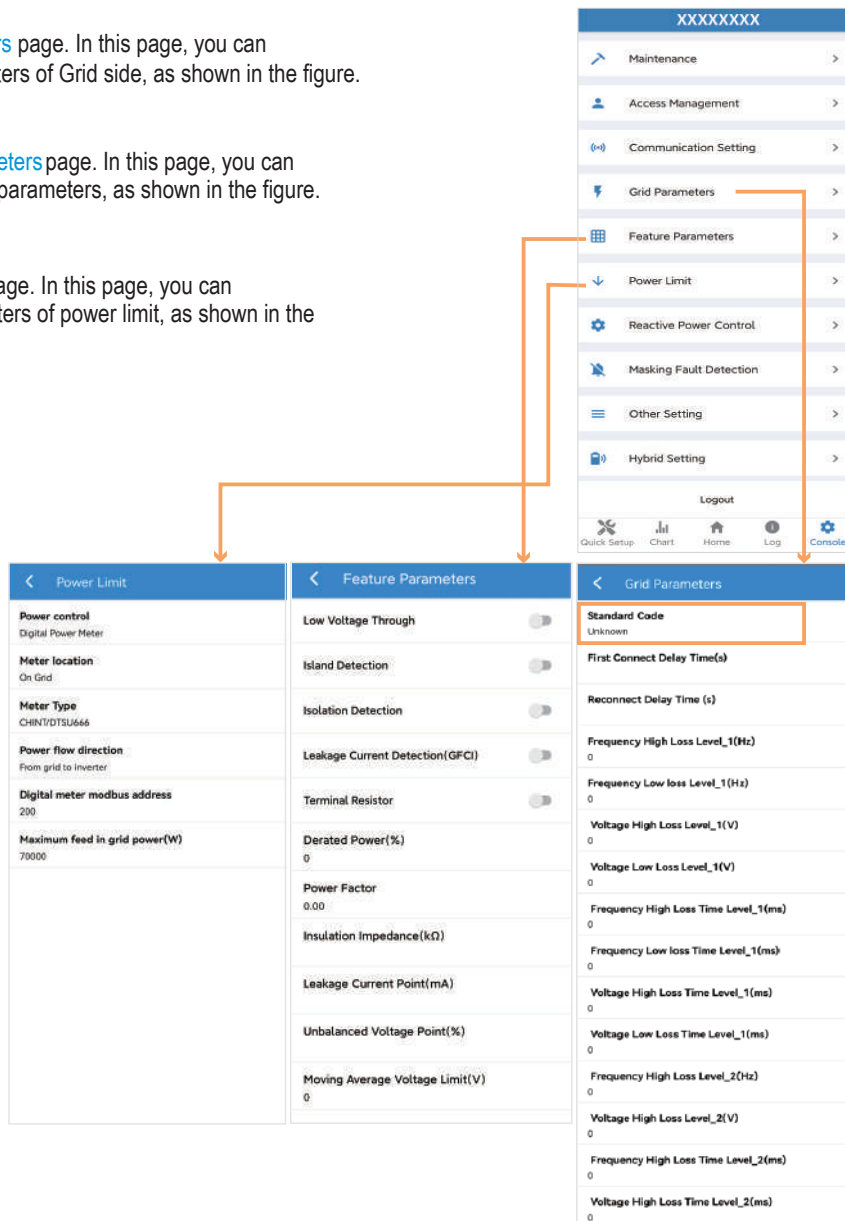 rs page. In this page, you can
ters of Grid side, as shown in the figure.
eters page. In this page, you can
parameters, as shown in the figure.
age. In this page, you can
ters of power limit, as shown in the
XXXXXXXX
Maintenance
Access Management
Communication Setting
Grid Parameters
Feature Parameters
Power Limit
Reactive Power Control
Masking Fault Detection
Other Setting
Hybrid Setting
Logout
Quick Setup Chart Home Log Console
Power Limit
Power control
Digital Power Meter
Meter location
On Grid
Meter Type
CHINT/DTSU666
Power flow direction
From grid to inverter
Digital meter modbus address
200
Maximum feed in grid power(W)
70000
Feature Parameters
Low Voltage Through
Island Detection
Isolation Detection
Leakage Current Detection(GFCI)
Terminal Resistor
Derated Power(%)
0
Power Factor
0.00
Insulation Impedance(kΩ)
Leakage Current Point(mA)
Unbalanced Voltage Point(%)
Moving Average Voltage Limit(V)
0
Grid Parameters
Standard Code
Unknown
First Connect Delay Time(s)
Reconnect Delay Time (s)
Frequency High Loss Level_1(Hz)
0
Frequency Low loss Level_1(Hz)
0
Voltage High Loss Level_1(V)
0
Voltage Low Loss Level_1(V)
0
Frequency High Loss Time Level_1(ms)
0
Frequency Low loss Time Level_1(ms)
0
Voltage High Loss Time Level_1(ms)
0
Voltage Low Loss Time Level_1(ms)
0
Frequency High Loss Level_2(Hz)
0
Voltage High Loss Level_2(V)
0
Frequency High Loss Time Level_2(ms)
0
Voltage High Loss Time Level_2(ms)
0